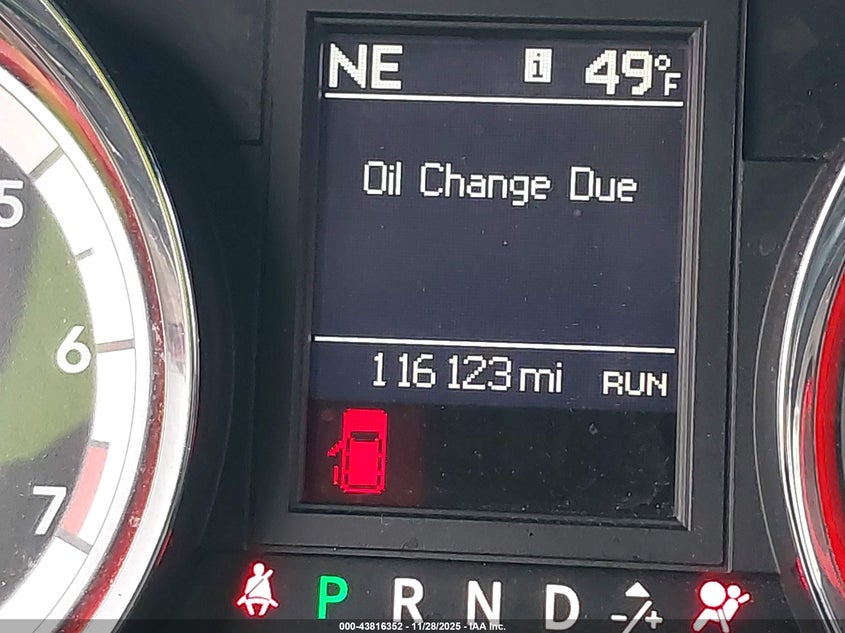 NE i 49°F
Oil Change Due
116123 mi RUN
5
6
7
P R N D -/+
000-43816352 - 11/28/2025 - IAA Inc.